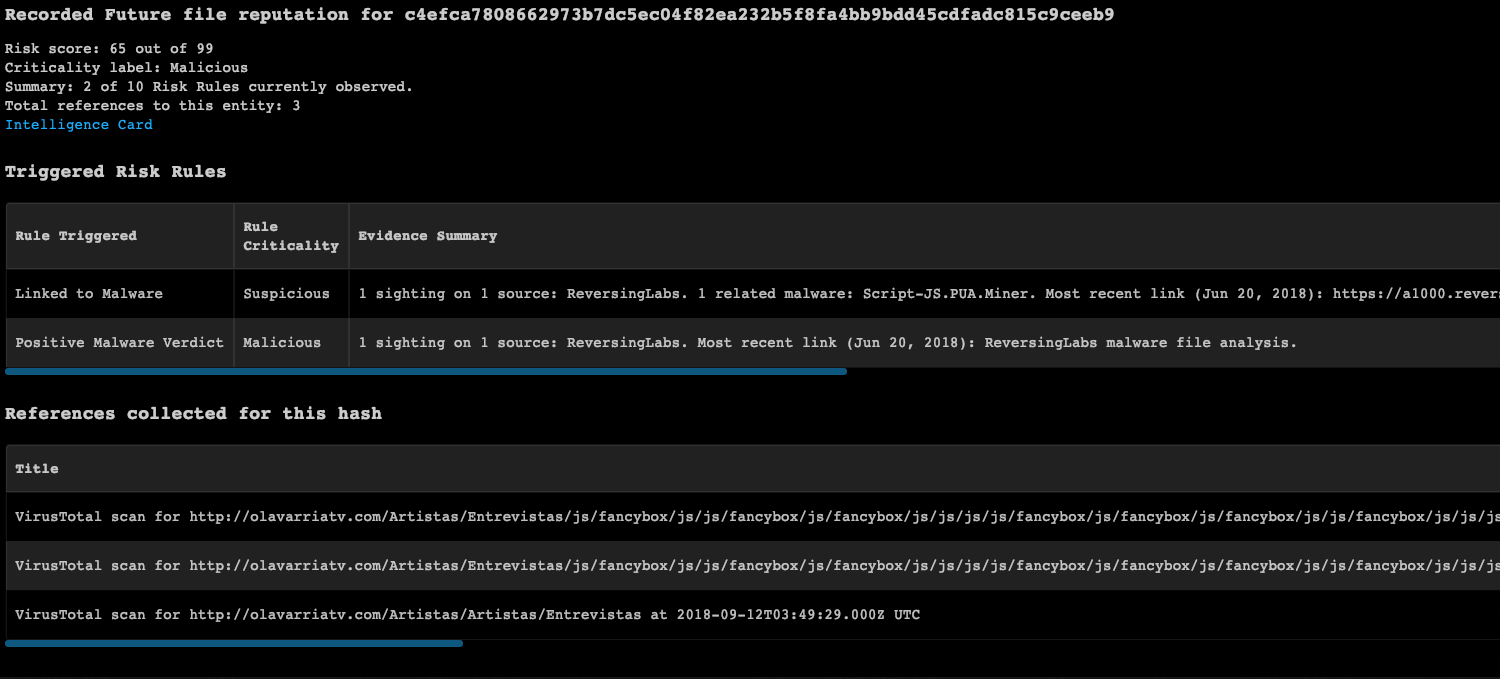 Recorded Future file reputation for c4efca7808662973b7dc5ec04f82ea232b5f8fa4bb9bdd45cdfadc815c9ceeb9
Risk score: 65 out of 99
Criticality label: Malicious
Summary: 2 of 10 Risk Rules currently observed.
Total references to this entity: 3
Intelligence Card
Triggered Risk Rules
Rule Triggered
Rule
Criticality
Evidence Summary
Linked to Malware
Suspicious
1 sighting on 1 source: ReversingLabs. 1 related malware: Script-JS.PUA.Miner. Most recent link (Jun 20, 2018): https://a1000.revers
Positive Malware Verdict
Malicious
1 sighting on 1 source: ReversingLabs. Most recent link (Jun 20, 2018): ReversingLabs malware file analysis.
References collected for this hash
Title
VirusTotal scan for http://olavarriatv.com/Artistas/Entrevistas/js/fancybox/js/js/fancybox/js/fancybox/js/js/js/js/fancybox/js/fancybox/js/fancybox/js/js/fancybox/js/js/js
VirusTotal scan for http://olavarriatv.com/Artistas/Entrevistas/js/fancybox/js/js/fancybox/js/fancybox/js/js/js/js/fancybox/js/fancybox/js/fancybox/js/js/fancybox/js/js/js
VirusTotal scan for http://olavarriatv.com/Artistas/Artistas/Entrevistas at 2018-09-12T03:49:29.000Z UTC